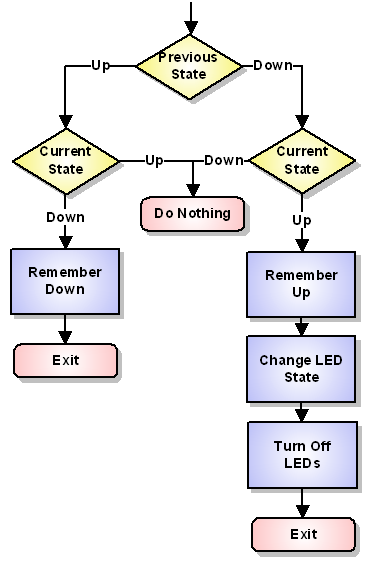 Previous
State
Up
Down
Current
State
Up
Down
Current
State
Do Nothing
Down
Up
Remember
Down
Remember
Up
Exit
Change LED
State
Turn Off
LEDs
Exit